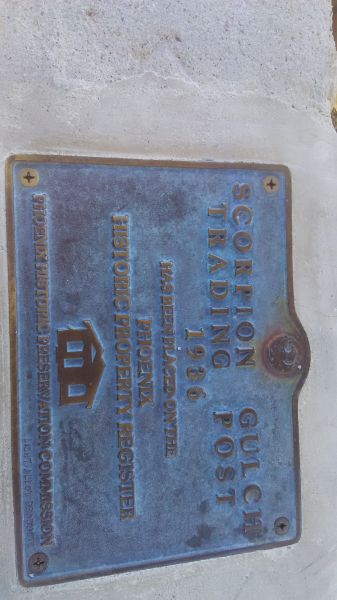 SCORPION GULCH
TRADING POST
1936
HAS BEEN PLACED ON THE
PHOENIX
HISTORIC PROPERTY REGISTER
PHOENIX HISTORIC PRESERVATION COMMISSION